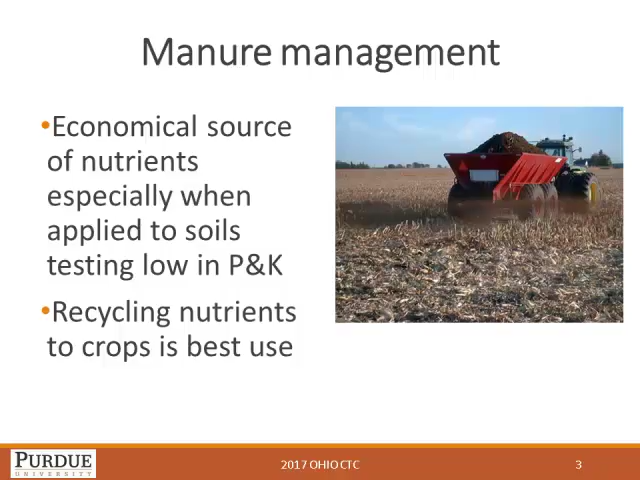 Manure management
•Economical source
of nutrients
especially when
applied to soils
testing low in P&K
•Recycling nutrients
to crops is best use
PURDUE
UNIVERSITY
2017 OHIO CTC
3